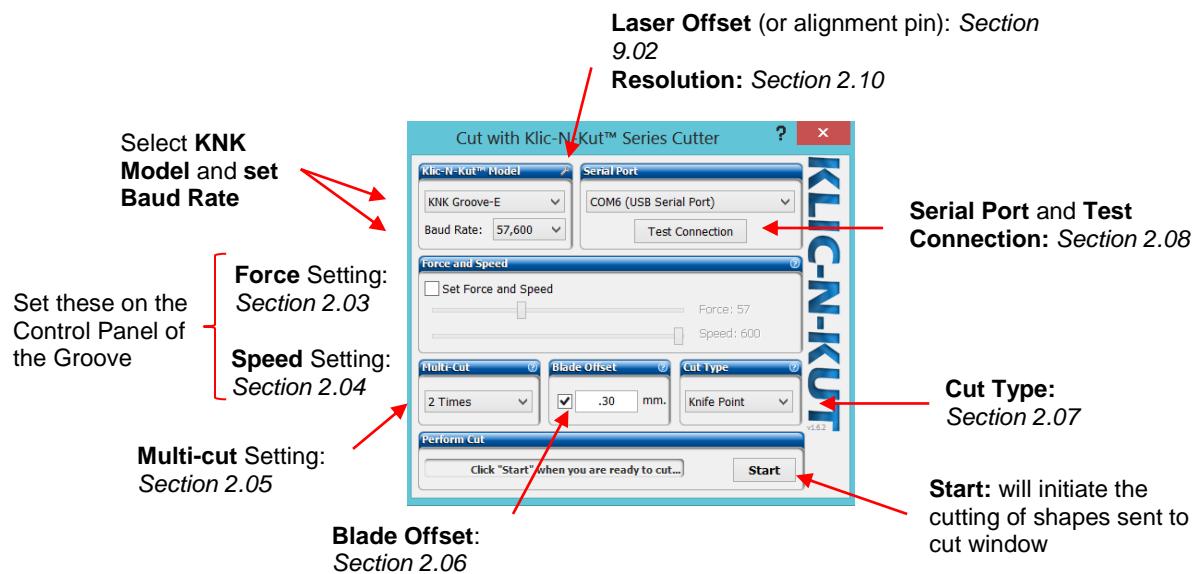 Laser Offset (or alignment pin): Section
9.02
Resolution: Section 2.10
Select KNK
Model and set
Baud Rate
Set these on the
Control Panel of
the Groove
Force Setting:
Section 2.03
Speed Setting:
Section 2.04
Multi-cut Setting:
Section 2.05
Blade Offset:
Section 2.06
Cut with Klic-N-Kut™ Series Cutter
?
×
Klic-N-Kut™ Model
Serial Port
KNK Groove-E
COM6 (USB Serial Port)
Baud Rate: 57,600
Test Connection
Force and Speed
?
Set Force and Speed
Force: 57
Speed: 600
Multi-Cut
?
Blade Offset
?
Cut Type
?
2 Times
.30 mm.
Knife Point
Perform Cut
Click "Start" when you are ready to cut...
Start
KLIC-N-KUT
v1.6.2
Serial Port and Test
Connection: Section 2.08
Cut Type:
Section 2.07
Start: will initiate the
cutting of shapes sent to
cut window